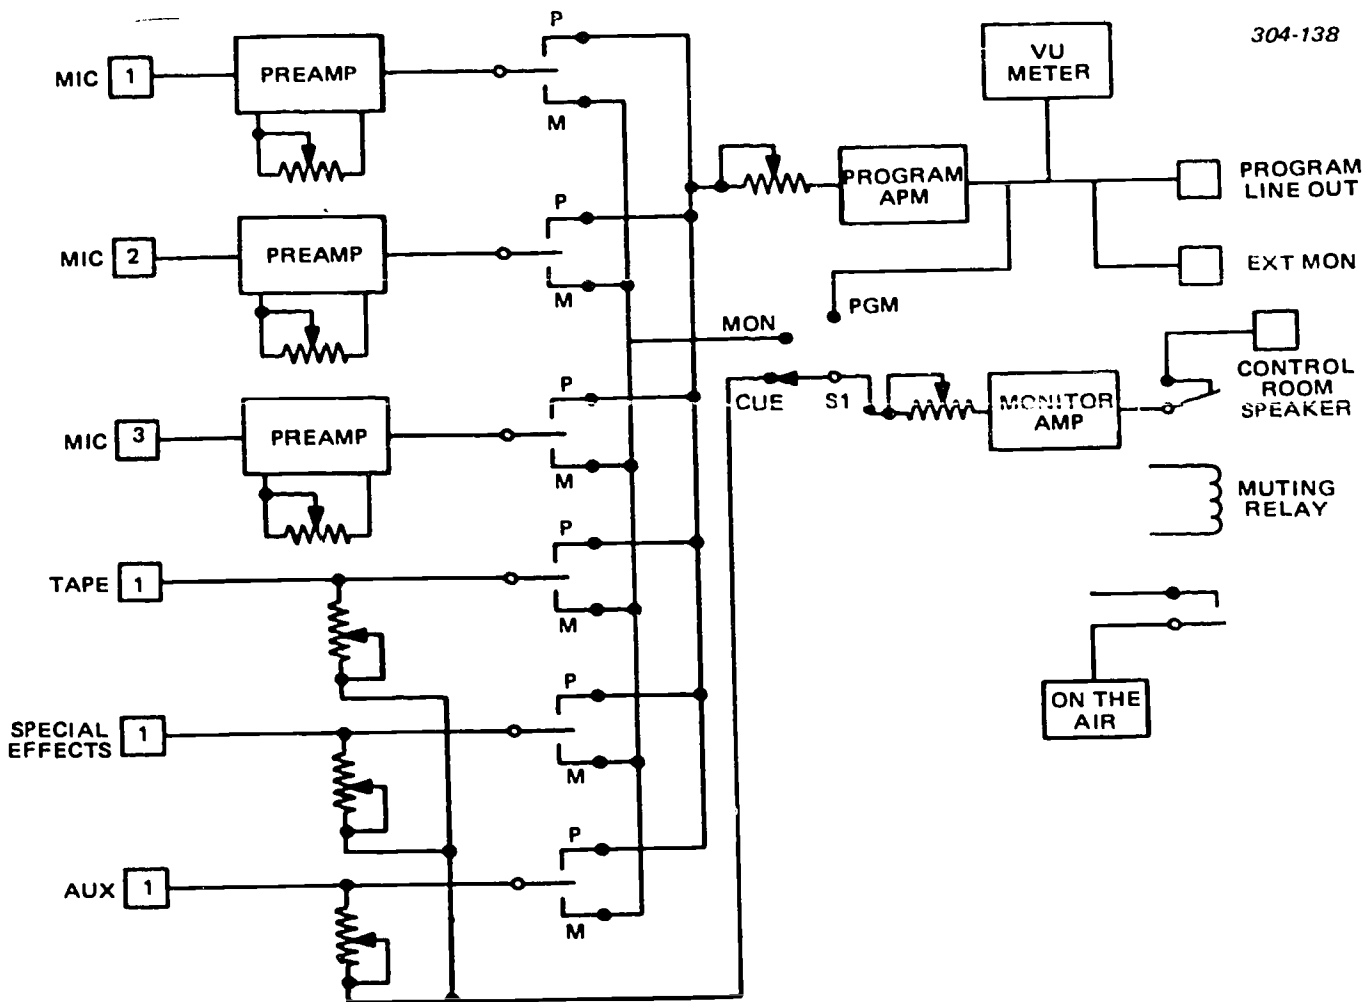 304-138
VU
METER
P
MIC 1
PREAMP
M
PROGRAM
APM
PROGRAM
LINE OUT
P
MIC 2
PREAMP
M
EXT MON
PGM
MON
CONTROL
ROOM
SPEAKER
P
CUE
S1
MONITOR
AMP
MIC 3
PREAMP
M
MUTING
RELAY
P
TAPE 1
M
ON THE
AIR
P
SPECIAL
EFFECTS 1
M
P
AUX 1
M